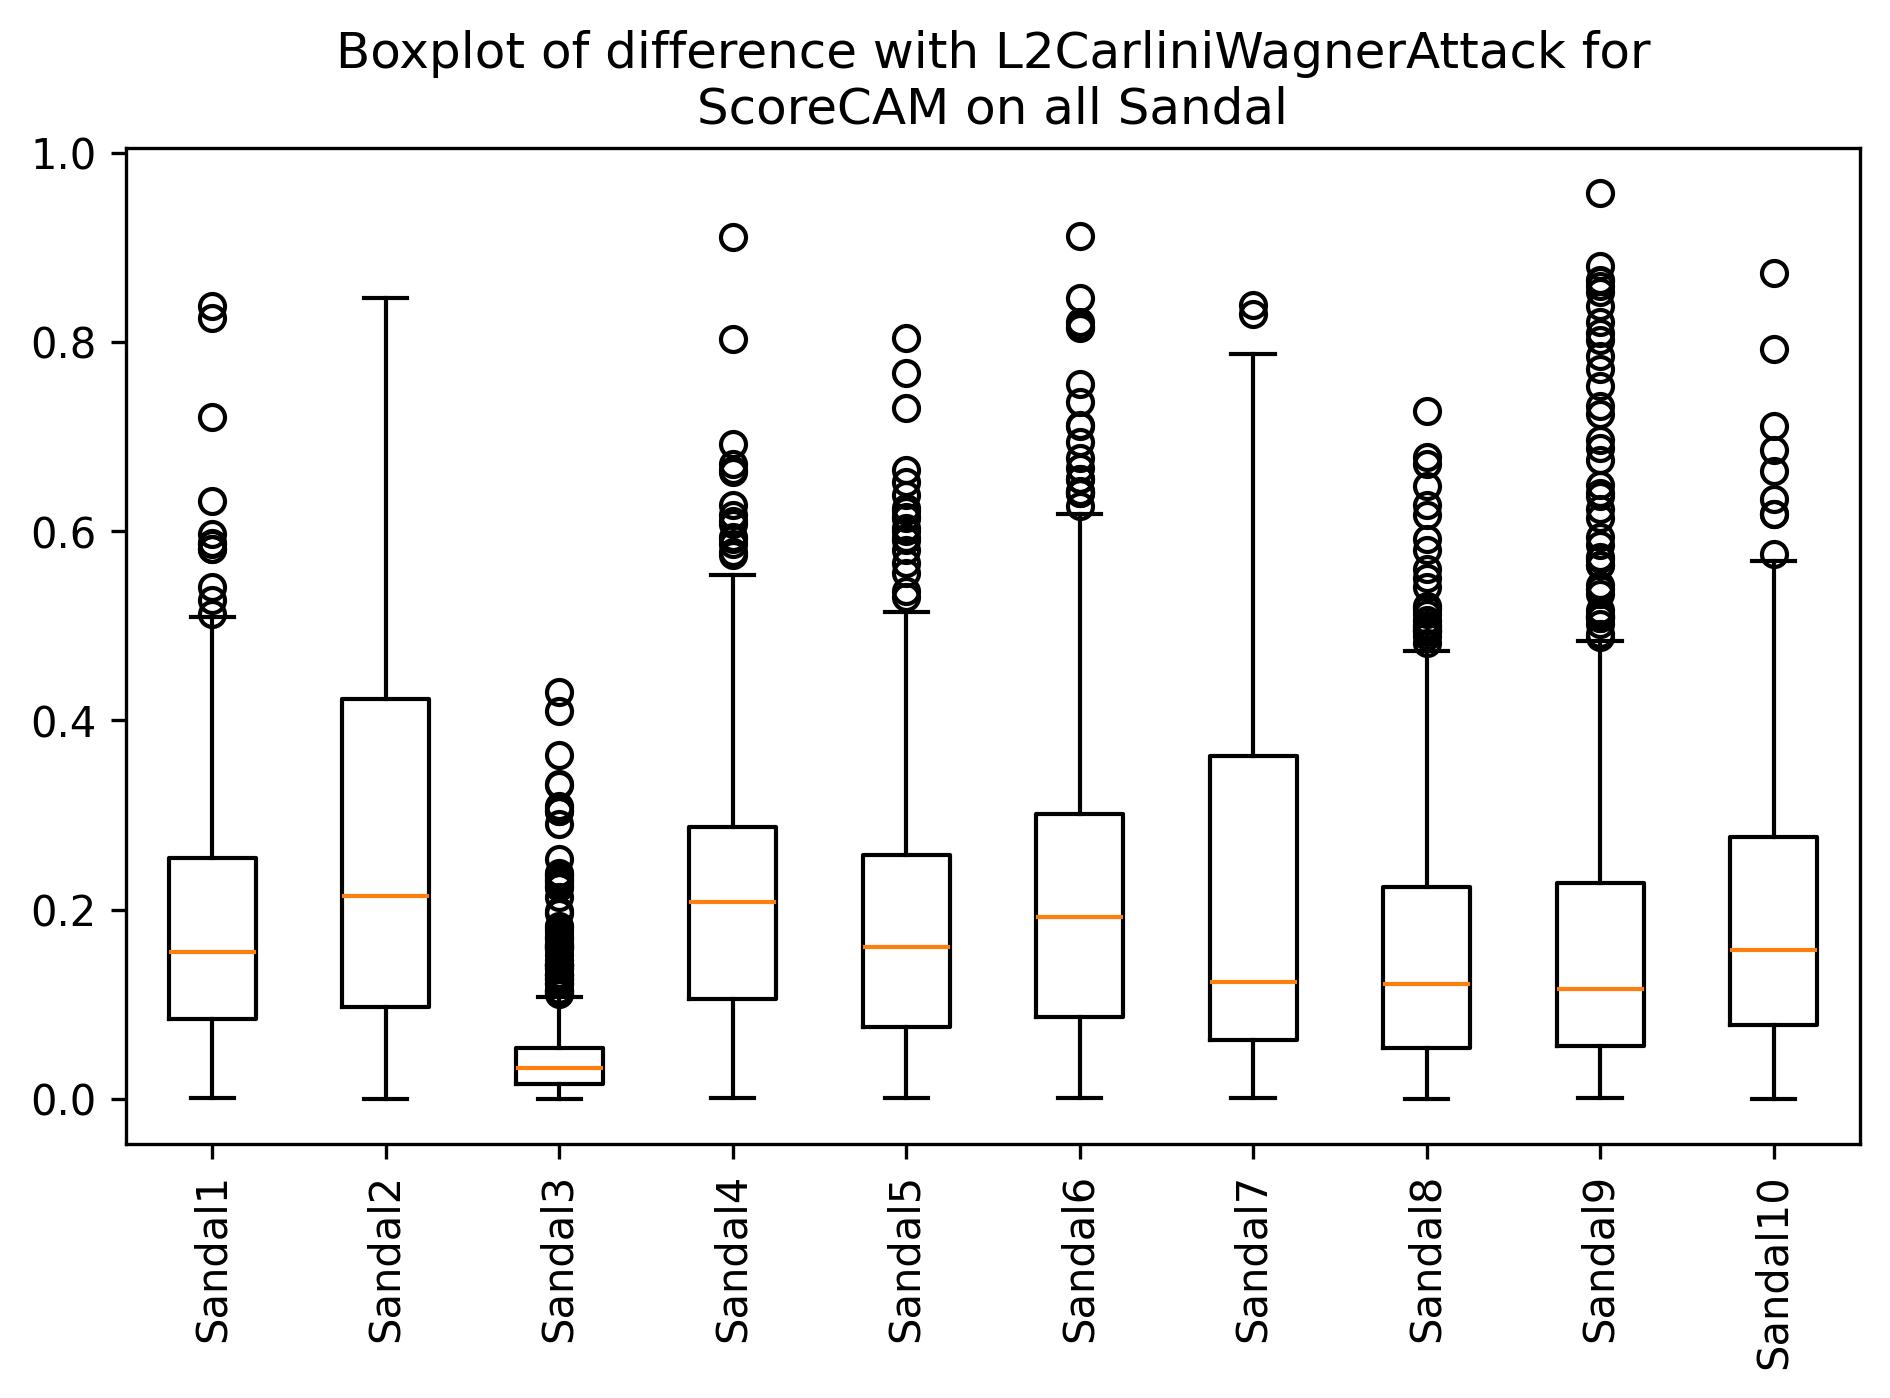 Boxplot of difference with L2CarliniWagnerAttack for
ScoreCAM on all Sandal
1.0
0.8
0.6
0.4
0.2
0.0
Sandal1
Sandal2
Sandal3
Sandal4
Sandal5
Sandal6
Sandal7
Sandal8
Sandal9
Sandal10